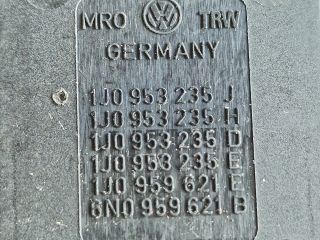 MRO VW TRW
GERMANY
1J0 953 235 J
1J0 953 235 H
1J0 953 235 D
1J0 953 235 E
1J0 959 621 E
6N0 959 621 B